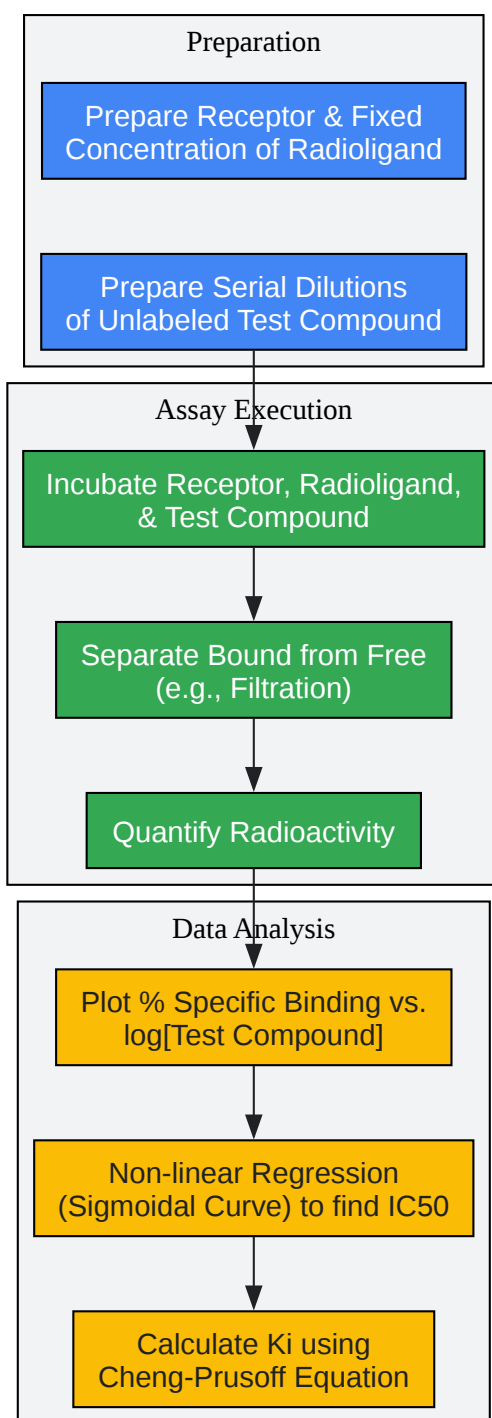 Preparation
Prepare Receptor & Fixed
Concentration of Radioligand
Prepare Serial Dilutions
of Unlabeled Test Compound
Assay Execution
Incubate Receptor, Radioligand,
& Test Compound
Separate Bound from Free
(e.g., Filtration)
Quantify Radioactivity
Data Analysis
Plot % Specific Binding vs.
log[Test Compound]
Non-linear Regression
(Sigmoidal Curve) to find IC50
Calculate Ki using
Cheng-Prusoff Equation